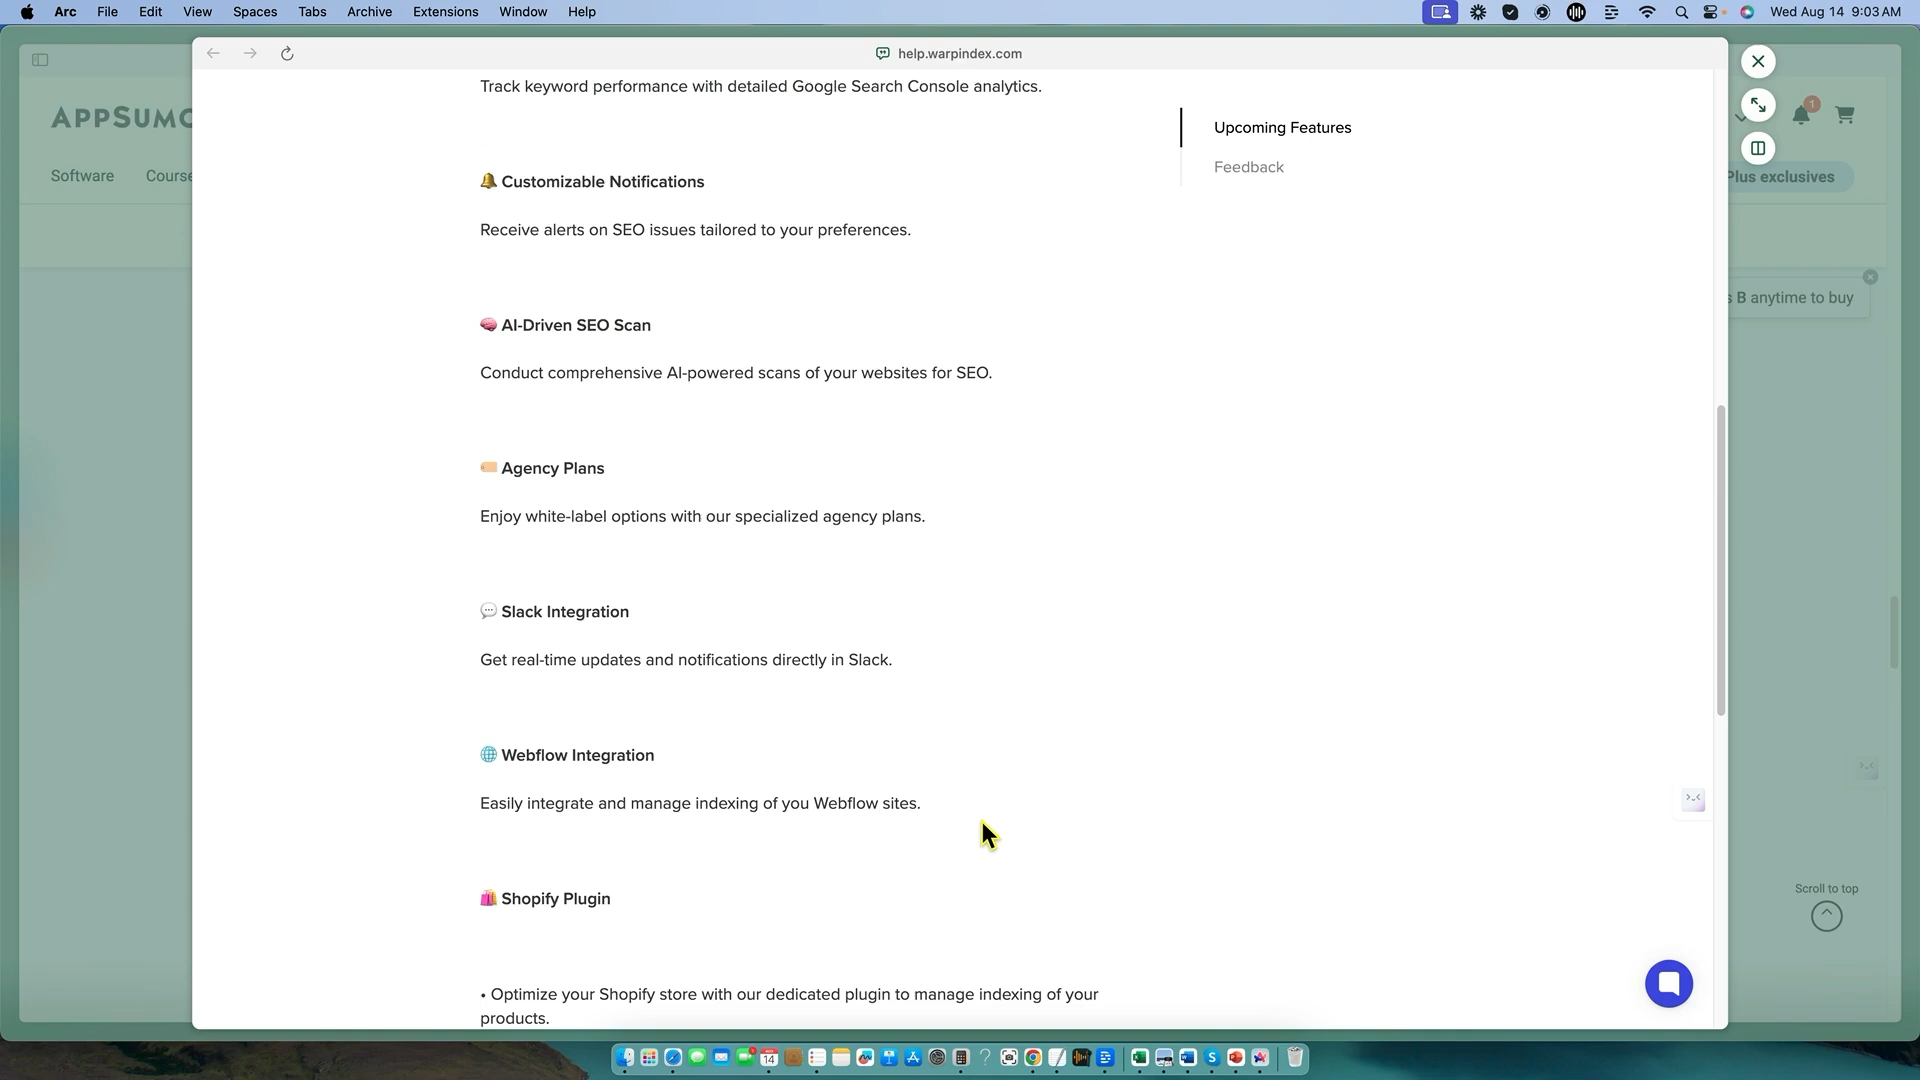 Arc File Edit View Spaces Tabs Archive Extensions Window Help
Wed Aug 14 9:03 AM
help.warpindex.com
APPSUMO
Software
Course
1
Plus exclusives
s B anytime to buy
Track keyword performance with detailed Google Search Console analytics.
Upcoming Features
Feedback
Customizable Notifications
Receive alerts on SEO issues tailored to your preferences.
AI-Driven SEO Scan
Conduct comprehensive AI-powered scans of your websites for SEO.
Agency Plans
Enjoy white-label options with our specialized agency plans.
Slack Integration
Get real-time updates and notifications directly in Slack.
Webflow Integration
Easily integrate and manage indexing of you Webflow sites.
Shopify Plugin
• Optimize your Shopify store with our dedicated plugin to manage indexing of your
products.
Scroll to top
14